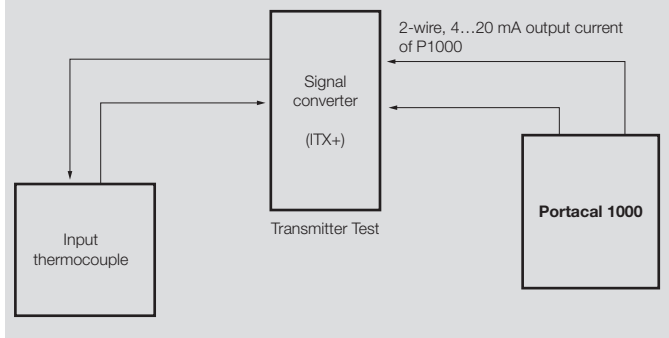 2-wire, 4…20 mA output current
of P1000
Signal
converter
(ITX+)
Portacal 1000
Transmitter Test
Input
thermocouple